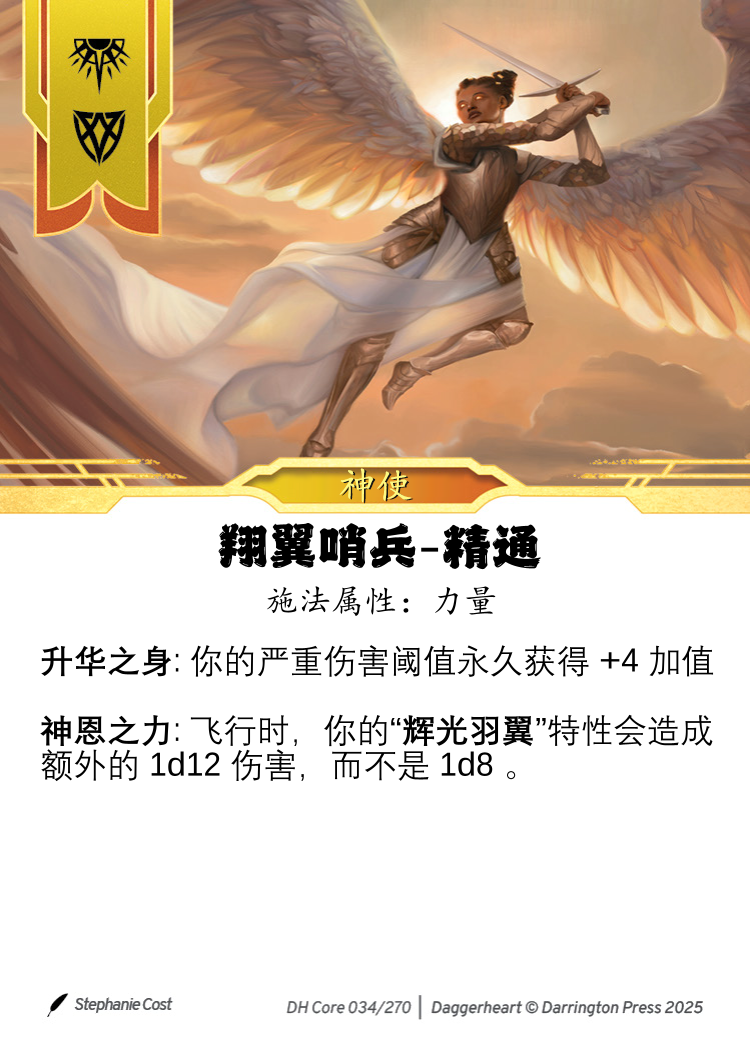 神使
翔翼哨兵-精通
施法属性：力量
升华之身: 你的严重伤害阈值永久获得 +4 加值
神恩之力: 飞行时，你的“辉光羽翼”特性会造成
额外的 1d12 伤害，而不是 1d8 。
Stephanie Cost
DH Core 034/270 | Daggerheart © Darrington Press 2025